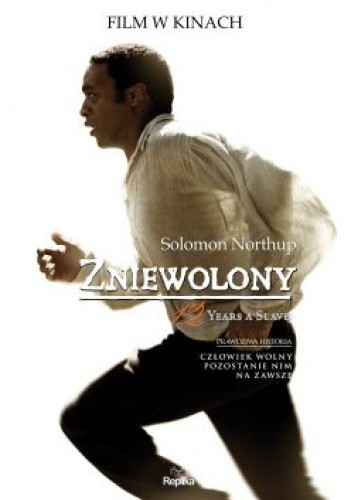 FILM W KINACH
Solomon Northup
ZNIEWOLONY
12 YEARS A SLAVE
PRAWDZIWA HISTORIA
CZŁOWIEK WOLNY
POZOSTANIE NIM
NA ZAWSZE
Replika